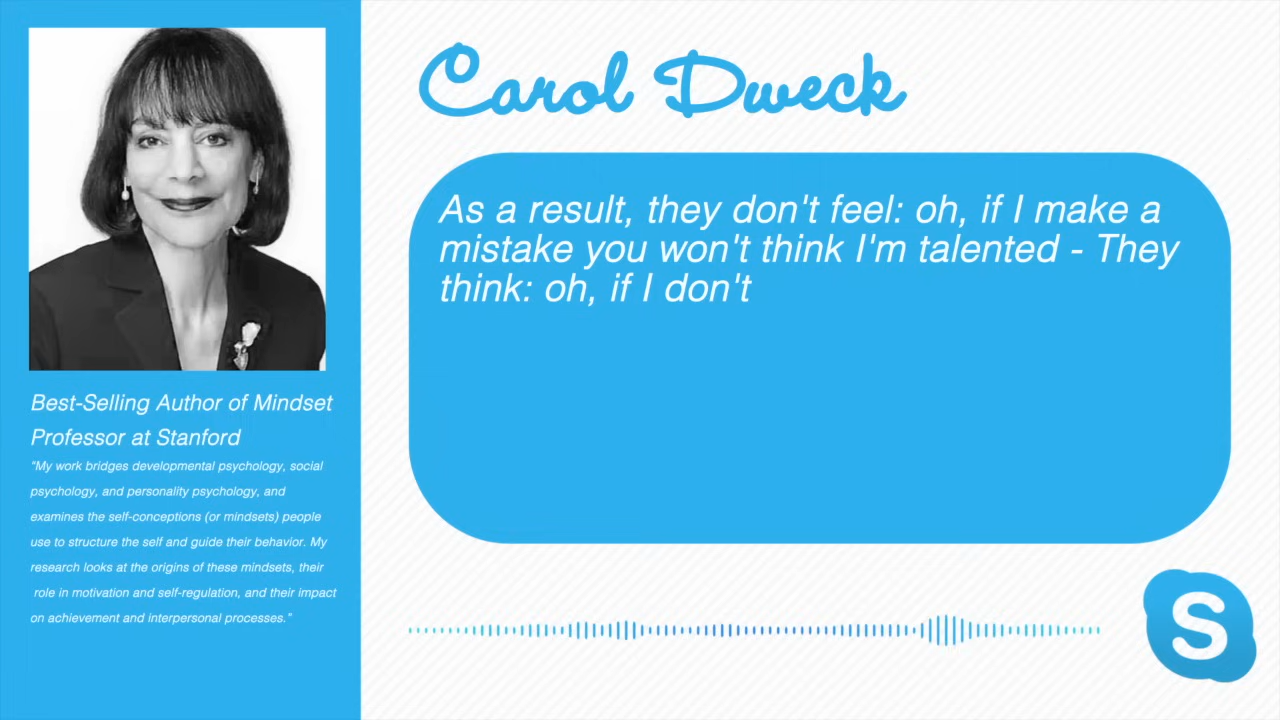 Carol Dweck
As a result, they don't feel: oh, if I make a
mistake you won't think I'm talented - They
think: oh, if I don't
Best-Selling Author of Mindset
Professor at Stanford
"My work bridges developmental psychology, social
psychology, and personality psychology, and
examines the self-conceptions (or mindsets) people
use to structure the self and guide their behavior. My
research looks at the origins of these mindsets, their
role in motivation and self-regulation, and their impact
on achievement and interpersonal processes."
S